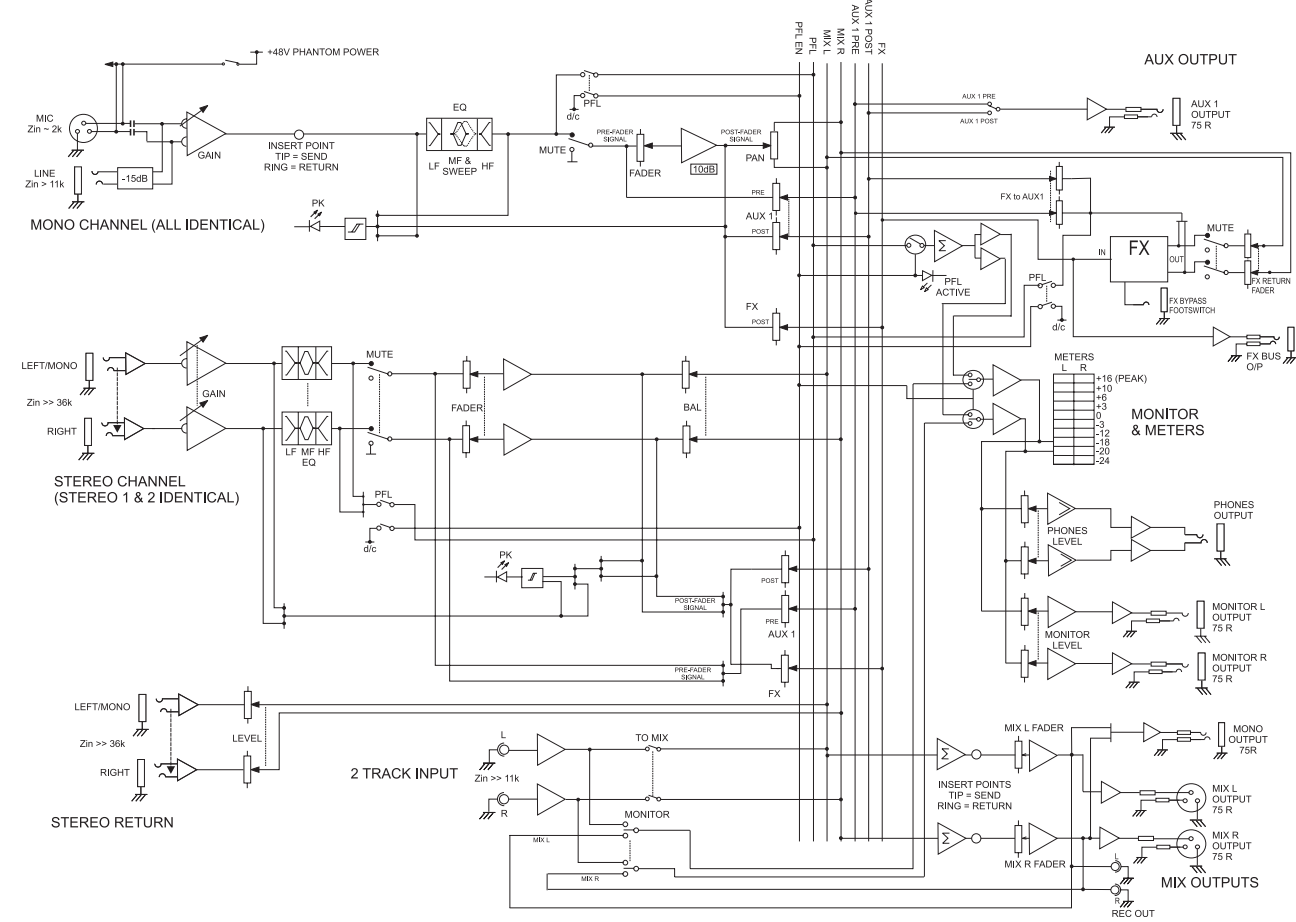 PFL EN
PFL
MIX L
MIX R
AUX 1 PRE
AUX 1 POST
FX
AUX OUTPUT
+48V PHANTOM POWER
MIC
Zin ~ 2k
GAIN
LINE
Zin > 11k
-15dB
INSERT POINT
TIP = SEND
RING = RETURN
EQ
LF MF & SWEEP HF
PFL
d/c
MUTE
PRE-FADER SIGNAL
FADER
10dB
POST-FADER SIGNAL
PAN
PRE
AUX 1
POST
PK
MONO CHANNEL (ALL IDENTICAL)
AUX 1 PRE
AUX 1 POST
AUX 1
OUTPUT
75 R
FX to AUX1
IN
FX
OUT
MUTE
FX RETURN
FADER
FX BYPASS
FOOTSWITCH
PFL
d/c
Σ
PFL
ACTIVE
FX
POST
FX BUS
O/P
LEFT/MONO
Zin >> 36k
RIGHT
GAIN
LF MF HF
EQ
MUTE
FADER
BAL
STEREO CHANNEL
(STEREO 1 & 2 IDENTICAL)
PFL
d/c
PK
POST-FADER
SIGNAL
POST
PRE
AUX 1
PRE-FADER
SIGNAL
FX
METERS
L R
+16 (PEAK)
+10
+6
+3
0
-3
-12
-18
-20
-24
MONITOR
& METERS
PHONES
OUTPUT
PHONES
LEVEL
MONITOR L
OUTPUT
75 R
MONITOR
LEVEL
MONITOR R
OUTPUT
75 R
LEFT/MONO
Zin >> 36k
RIGHT
LEVEL
STEREO RETURN
2 TRACK INPUT
L
Zin >> 11k
R
TO MIX
MONITOR
MIX L
MIX R
Σ
INSERT POINTS
TIP = SEND
RING = RETURN
Σ
MIX L FADER
MIX R FADER
MONO
OUTPUT
75R
MIX L
OUTPUT
75 R
MIX R
OUTPUT
75 R
L
R
REC OUT
MIX OUTPUTS